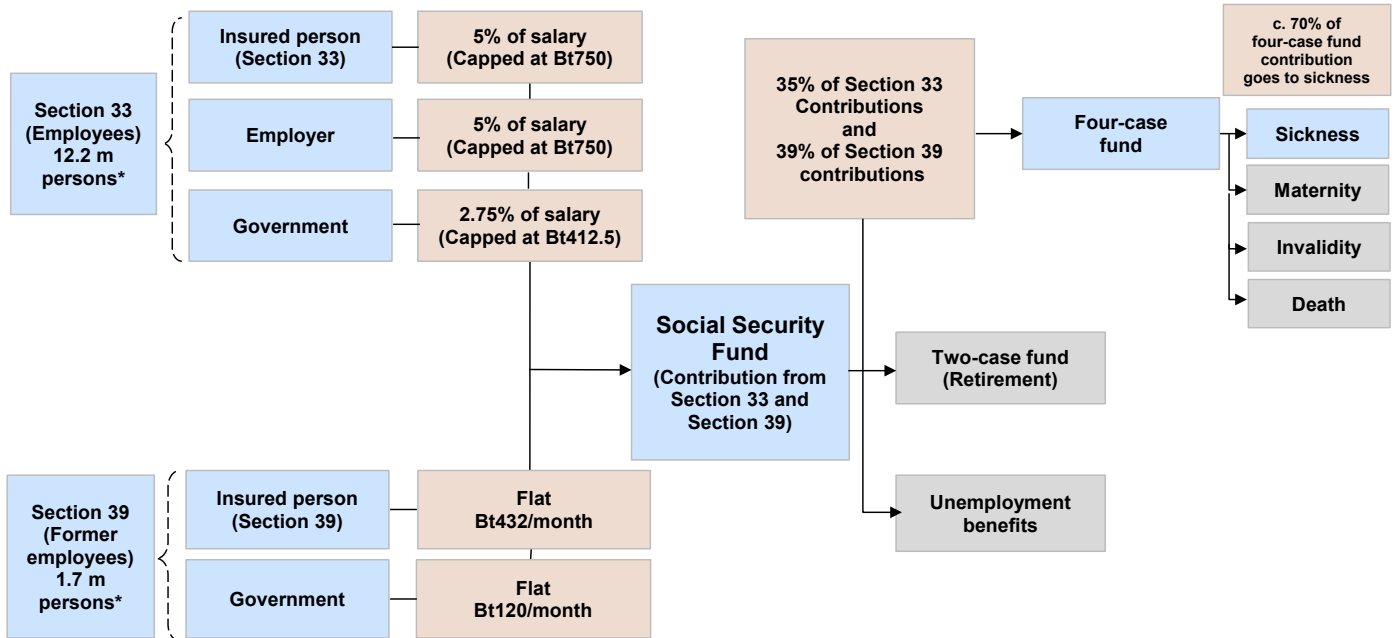 Section 33
(Employees)
12.2 m
persons*
Insured person
(Section 33)
5% of salary
(Capped at Bt750)
Employer
5% of salary
(Capped at Bt750)
Government
2.75% of salary
(Capped at Bt412.5)
Section 39
(Former
employees)
1.7 m
persons*
Insured person
(Section 39)
Flat
Bt432/month
Government
Flat
Bt120/month
Social Security
Fund
(Contribution from
Section 33 and
Section 39)
35% of Section 33
Contributions
and
39% of Section 39
contributions
Two-case fund
(Retirement)
Unemployment
benefits
Four-case
fund
c. 70% of
four-case fund
contribution
goes to sickness
Sickness
Maternity
Invalidity
Death